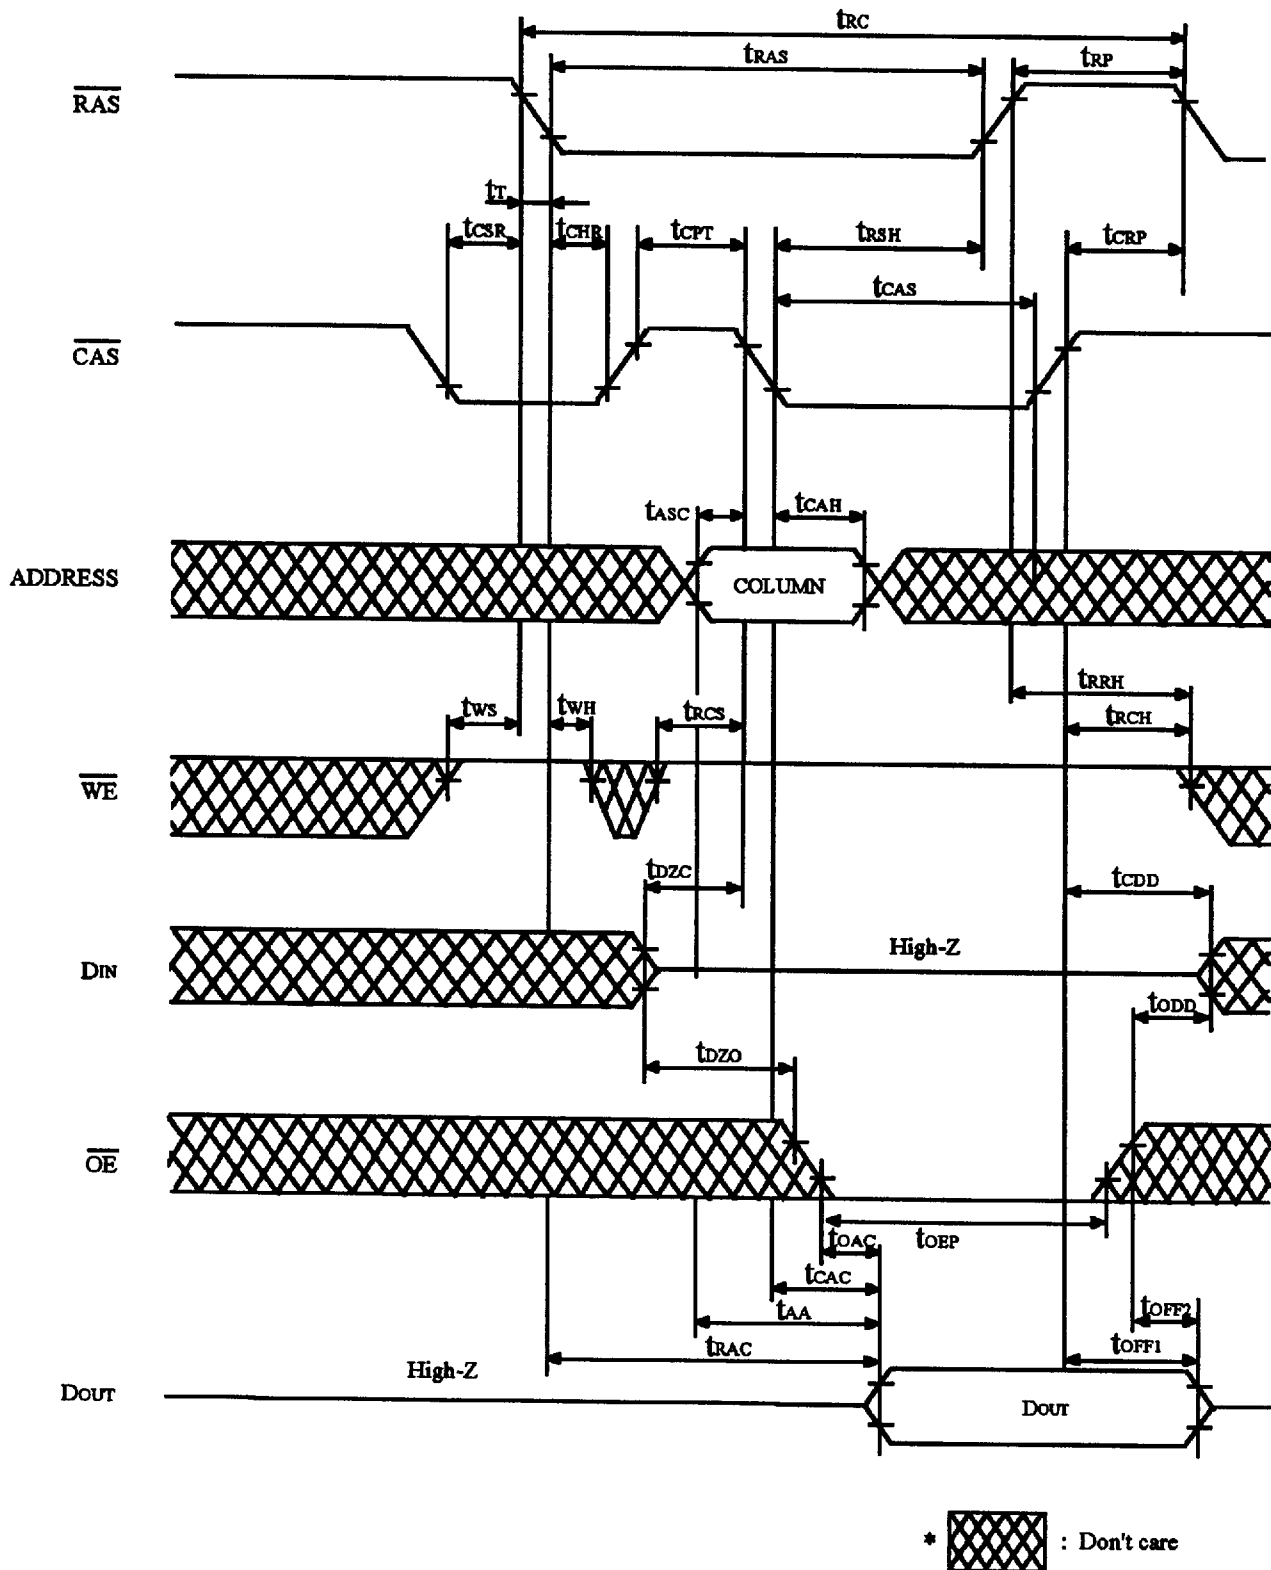 tRC
tRAS
tRP
RAS
tT
tCSR
tCHR
tCPT
tRSH
tCRP
tCAS
CAS
tASC
tCAH
ADDRESS
COLUMN
tRRH
tWS
tWH
tRCS
tRCH
WE
tDZC
tCDD
DIN
High-Z
tODD
tDZO
OE
tOAC
tOEP
tCAC
tAA
tOFF2
tRAC
tOFF1
High-Z
DOUT
DOUT
* : Don't care